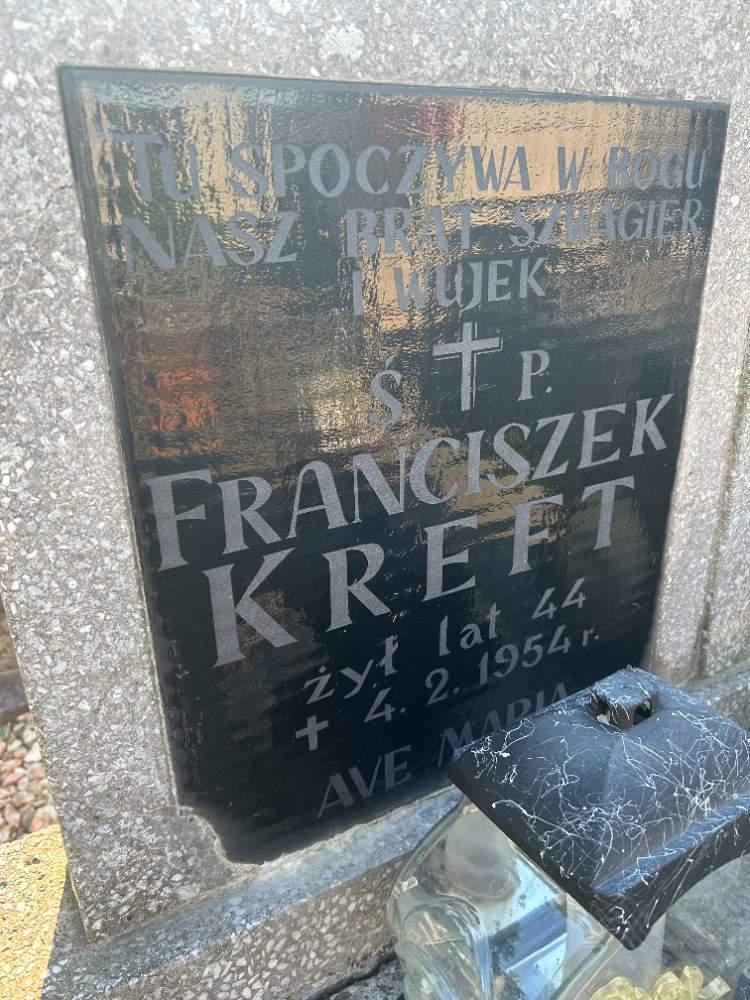 TU SPOCZYWA W BOGU
NASZ BRAT SZWAGIER
I WUJEK
Ś P.
FRANCISZEK
KREFT
żył lat 44
4. 2. 1954 r.
AVE MARIA